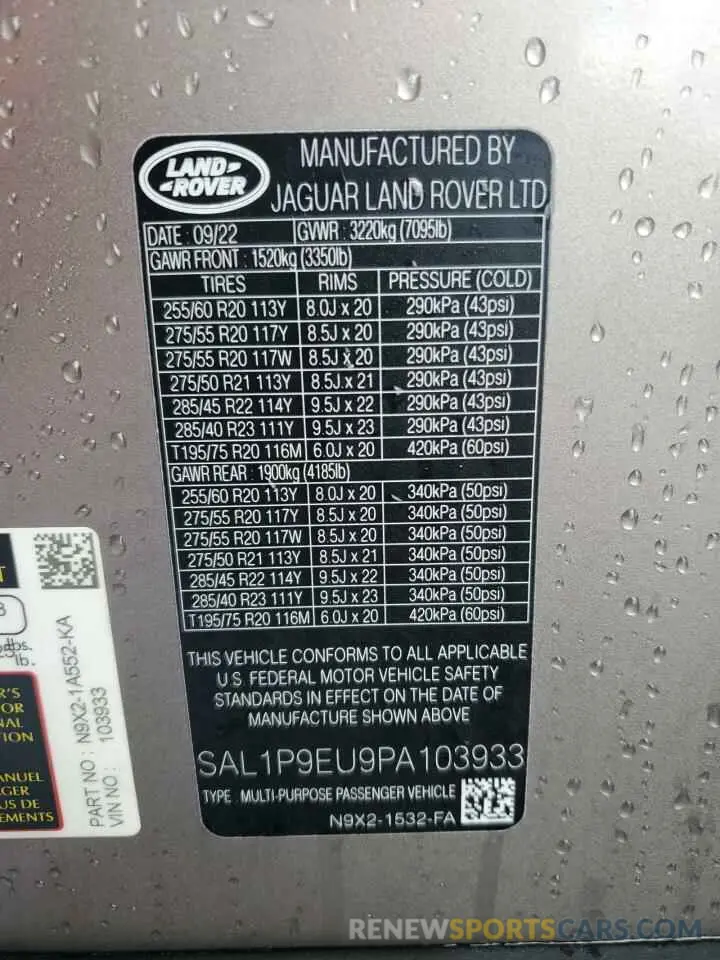 LAND-
-ROVER
MANUFACTURED BY
JAGUAR LAND ROVER LTD
DATE : 09/22 GVWR : 3220kg (7095lb)
GAWR FRONT : 1520kg (3350lb)
TIRES RIMS PRESSURE (COLD)
255/60 R20 113Y 8.0J x 20 290kPa (43psi)
275/55 R20 117Y 8.5J x 20 290kPa (43psi)
275/55 R20 117W 8.5J x 20 290kPa (43psi)
275/50 R21 113Y 8.5J x 21 290kPa (43psi)
285/45 R22 114Y 9.5J x 22 290kPa (43psi)
285/40 R23 111Y 9.5J x 23 290kPa (43psi)
T195/75 R20 116M 6.0J x 20 420kPa (60psi)
GAWR REAR : 1900kg (4185lb)
255/60 R20 113Y 8.0J x 20 340kPa (50psi)
275/55 R20 117Y 8.5J x 20 340kPa (50psi)
275/55 R20 117W 8.5J x 20 340kPa (50psi)
275/50 R21 113Y 8.5J x 21 340kPa (50psi)
285/45 R22 114Y 9.5J x 22 340kPa (50psi)
285/40 R23 111Y 9.5J x 23 340kPa (50psi)
T195/75 R20 116M 6.0J x 20 420kPa (60psi)
THIS VEHICLE CONFORMS TO ALL APPLICABLE
U.S. FEDERAL MOTOR VEHICLE SAFETY
STANDARDS IN EFFECT ON THE DATE OF
MANUFACTURE SHOWN ABOVE
SAL1P9EU9PA103933
TYPE : MULTI-PURPOSE PASSENGER VEHICLE
N9X2-1532-FA
T
lb.
R'S
OR
NAL
TION
MANUEL
GER
US DE
EMENTS
PART NO : N9X2-1A552-KA
VIN NO : 103933
RENEWSPORTSCARS.COM